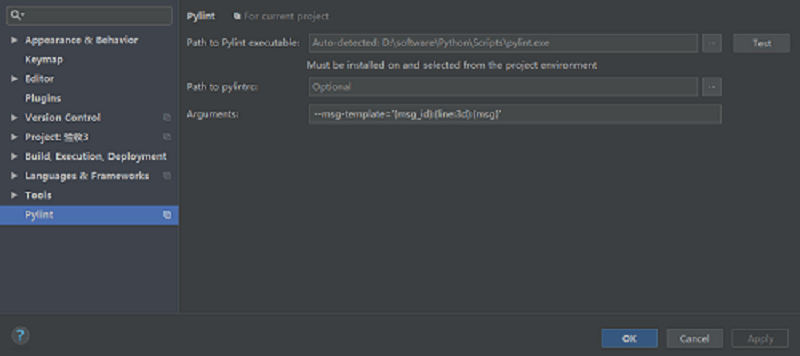 Appearance & Behavior
Keymap
Editor
Plugins
Version Control
Project: 验收3
Build, Execution, Deployment
Languages & Frameworks
Tools
Pylint
Pylint For current project
Path to Pylint executable: Auto-detected: D:\software\Python\Scripts\pylint.exe ... Test
Must be installed on and selected from the project environment
Path to pylintrc: Optional ...
Arguments: --msg-template='{msg_id}:{line:3d}:{msg}'
? OK Cancel Apply